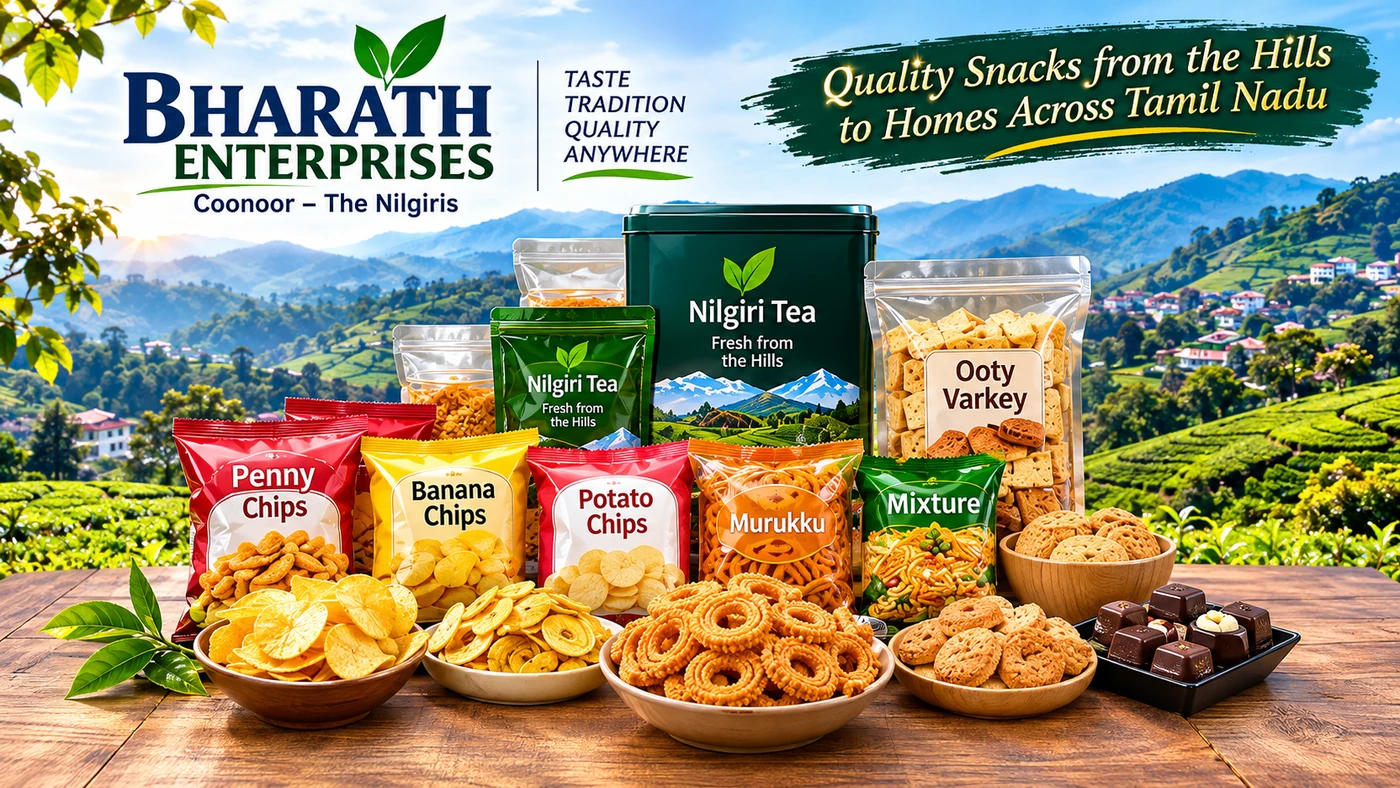 BHARATH
ENTERPRISES
Coonoor – The Nilgiris
TASTE
TRADITION
QUALITY
ANYWHERE
Quality Snacks from the Hills
to Homes Across Tamil Nadu
Nilgiri Tea
Fresh from
the Hills
Nilgiri Tea
Fresh from
the Hills
Ooty
Varkey
Penny
Chips
Banana
Chips
Potato
Chips
Murukku
Mixture